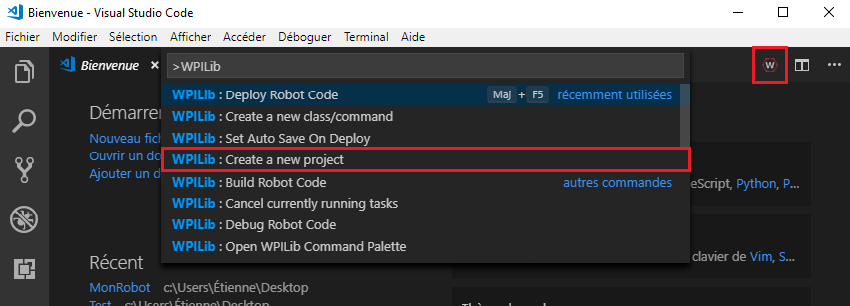 Bienvenue - Visual Studio Code
Fichier Modifier Sélection Afficher Accéder Déboguer Terminal Aide
Bienvenue
>WPILib
W
WPILib : Deploy Robot Code Maj + F5 récemment utilisées
WPILib : Create a new class/command
WPILib : Set Auto Save On Deploy
WPILib : Create a new project
WPILib : Build Robot Code autres commandes
WPILib : Cancel currently running tasks
WPILib : Debug Robot Code
WPILib : Open WPILib Command Palette
Démarrer
Nouveau fich
Ouvrir un do
Ajouter un d
Récent
MonRobot c:\Users\Étienne\Desktop
Test c:\Users\Étienne\Desktop
eScript, Python, P...
clavier de Vim, S...